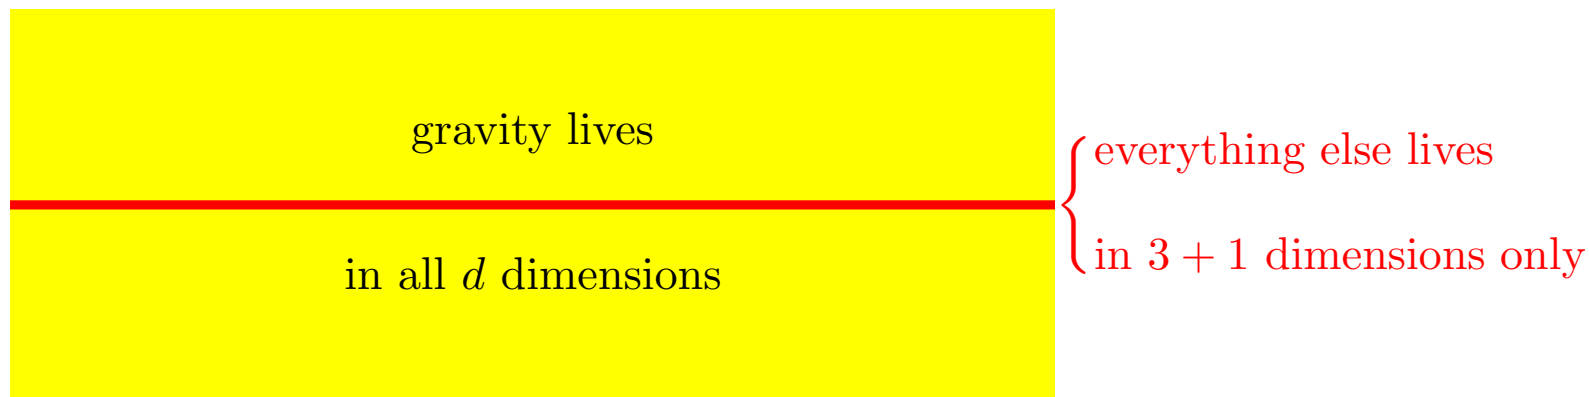 gravity lives
in all d dimensions
everything else lives
in 3 + 1 dimensions only